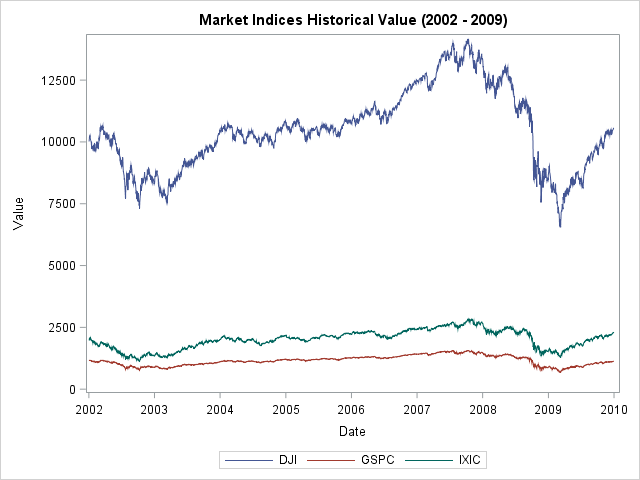 Market Indices Historical Value (2002 - 2009)
12500
10000
7500
5000
2500
0
Value
2002 2003 2004 2005 2006 2007 2008 2009 2010
Date
DJI GSPC IXIC